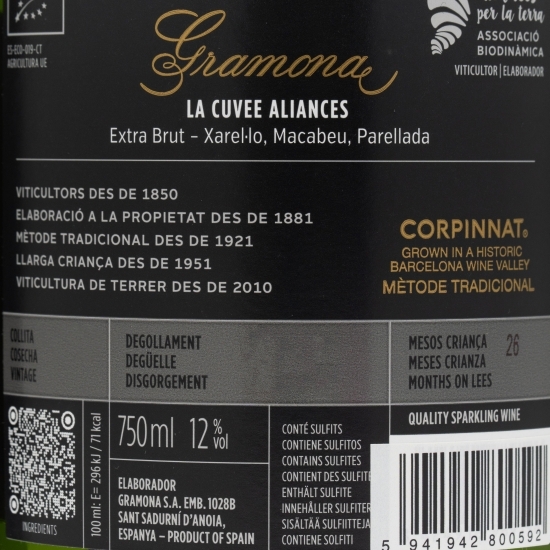 ES-ECO-019-CT
AGRICULTURA UE
per la terra
ASSOCIACIÓ
BIODINÀMICA
VITICULTOR | ELABORADOR
Gramona
LA CUVEE ALIANCES
Extra Brut – Xarel·lo, Macabeu, Parellada
VITICULTORS DES DE 1850
ELABORACIÓ A LA PROPIETAT DES DE 1881
MÈTODE TRADICIONAL DES DE 1921
LLARGA CRIANÇA DES DE 1951
VITICULTURA DE TERRER DES DE 2010
CORPINNAT®
GROWN IN A HISTORIC
BARCELONA WINE VALLEY
MÈTODE TRADICIONAL
COLLITA
COSECHA
VINTAGE
DEGOLLAMENT
DEGÜELLE
DISGORGEMENT
MESOS CRIANÇA
MESES CRIANZA
MONTHS ON LEES
26
QUALITY SPARKLING WINE
INGREDIENTS
100 ml: E= 296 kJ / 71 kcal
750 ml 12 % vol
ELABORADOR
GRAMONA S.A. EMB. 1028B
SANT SADURNÍ D'ANOIA,
ESPANYA – PRODUCT OF SPAIN
CONTÉ SULFITS
CONTIENE SULFITOS
CONTAINS SULFITES
CONTIENT DES SULFITE
ENTHÄLT SULFITE
INNEHÅLLER SULFITER
SISÄLTÄÄ SULFIITTEJA
CONTIENE SOLFITI
5 941942 800592